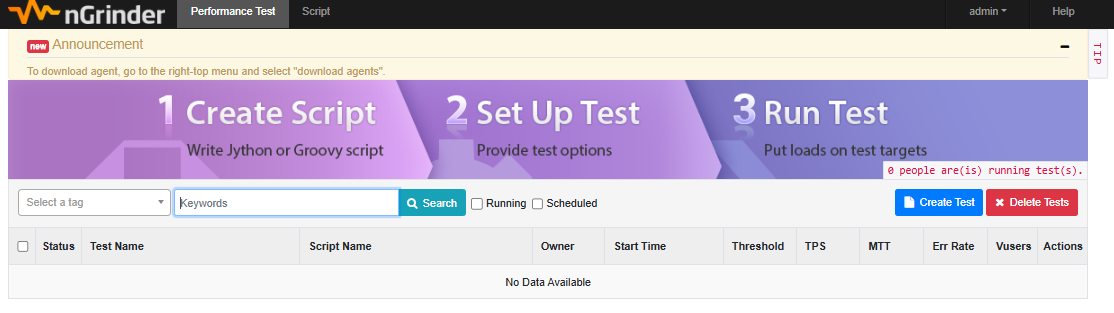 nGrinder Performance Test Script admin Help
new Announcement
TIP
To download agent, go to the right-top menu and select "download agents".
1 Create Script
Write Jython or Groovy script
2 Set Up Test
Provide test options
3 Run Test
Put loads on test targets
0 people are(is) running test(s).
Select a tag Keywords Search Running Scheduled Create Test Delete Tests
Status Test Name Script Name Owner Start Time Threshold TPS MTT Err Rate Vusers Actions
No Data Available